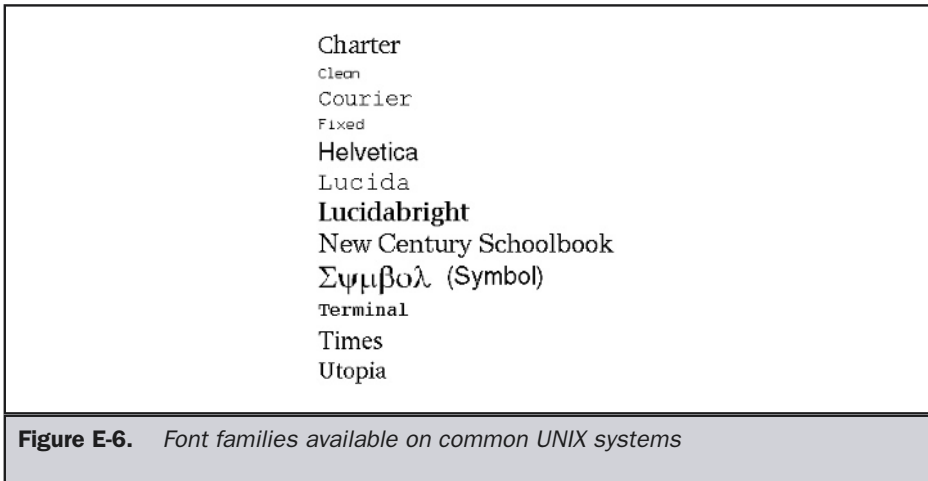 Charter
Clean
Courier
Fixed
Helvetica
Lucida
Lucidabright
New Century Schoolbook
Σψμβολ (Symbol)
Terminal
Times
Utopia
Figure E-6. Font families available on common UNIX systems